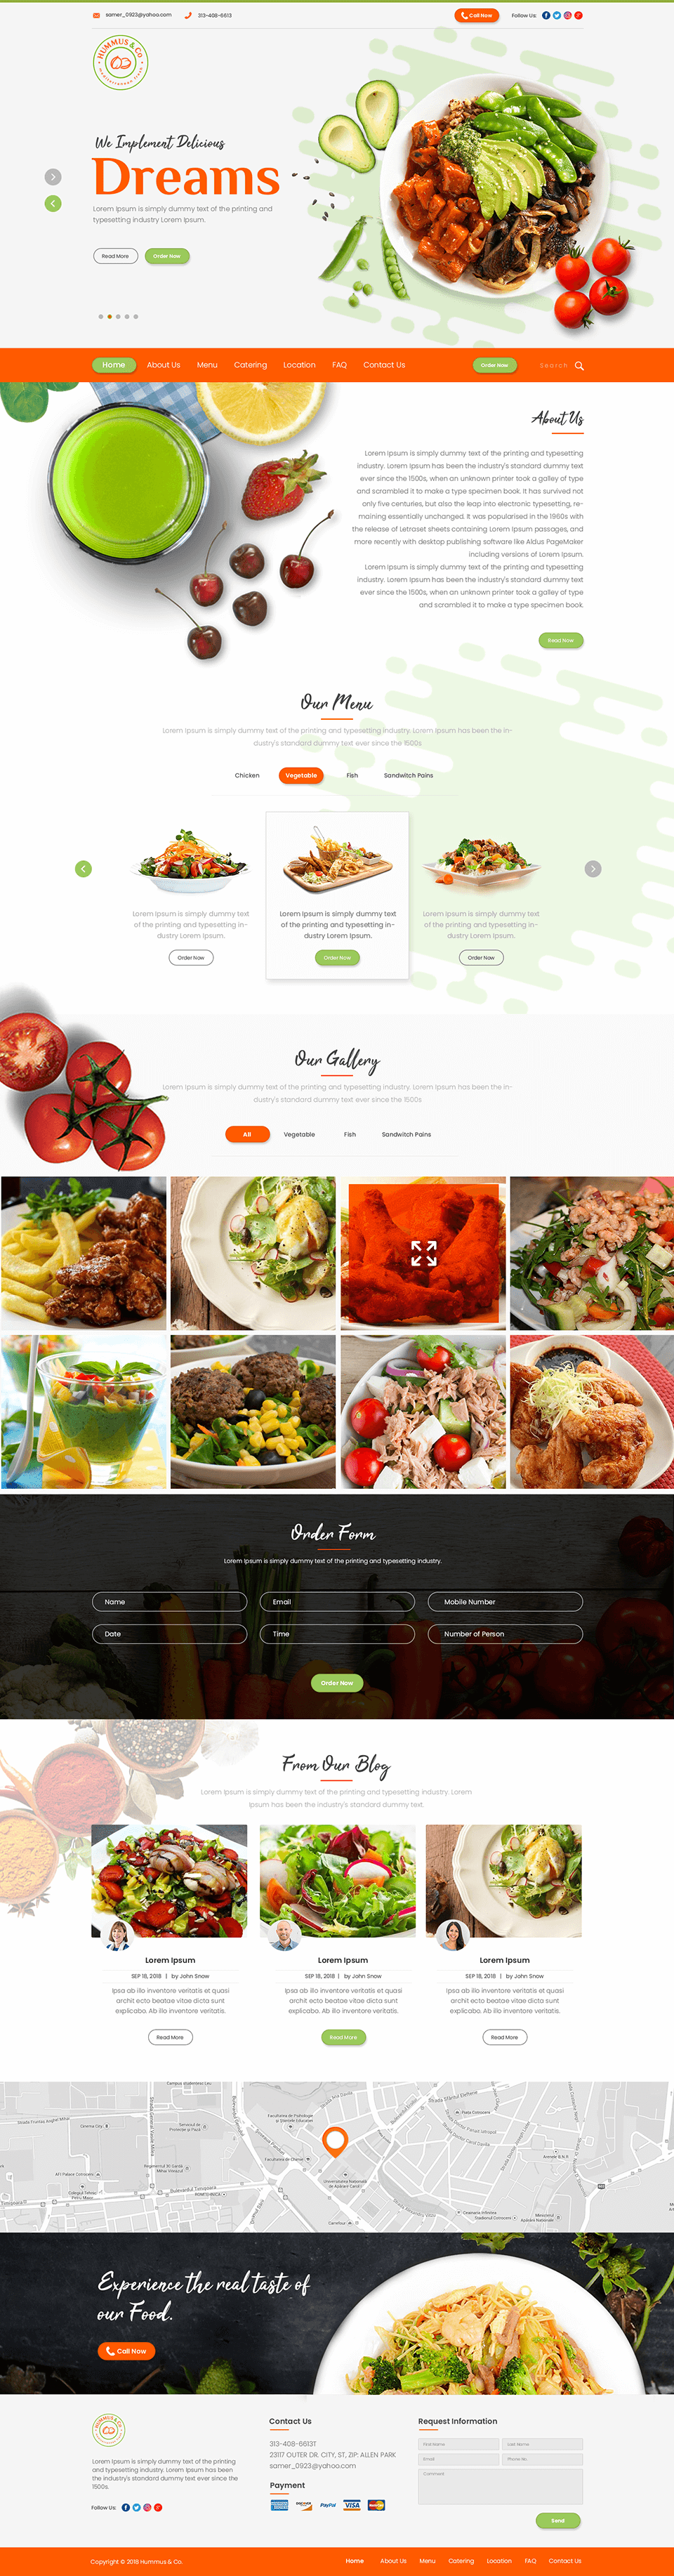 samer_0923@yahoo.com
313-408-6613
Call Now
Follow Us:
HUMMUS & Co
We Implement Delicious
Dreams
Lorem Ipsum is simply dummy text of the printing and
typesetting industry Lorem Ipsum.
Read More
Order Now
Home
About Us
Menu
Catering
Location
FAQ
Contact Us
Order Now
Search
About Us
Lorem Ipsum is simply dummy text of the printing and typesetting
industry. Lorem Ipsum has been the industry's standard dummy text
ever since the 1500s, when an unknown printer took a galley of type
and scrambled it to make a type specimen book. It has survived not
only five centuries, but also the leap into electronic typesetting, re-
maining essentially unchanged. It was popularised in the 1960s with
the release of Letraset sheets containing Lorem Ipsum passages, and
more recently with desktop publishing software like Aldus PageMaker
including versions of Lorem Ipsum.
Lorem Ipsum is simply dummy text of the printing and typesetting
industry. Lorem Ipsum has been the industry's standard dummy text
ever since the 1500s, when an unknown printer took a galley of type
and scrambled it to make a type specimen book.
Read Now
Our Menu
Lorem Ipsum is simply dummy text of the printing and typesetting industry. Lorem Ipsum has been the in-
dustry's standard dummy text ever since the 1500s
Chicken
Vegetable
Fish
Sandwitch Pains
Lorem Ipsum is simply dummy text
of the printing and typesetting in-
dustry Lorem Ipsum.
Order Now
Lorem Ipsum is simply dummy text
of the printing and typesetting in-
dustry Lorem Ipsum.
Order Now
Lorem Ipsum is simply dummy text
of the printing and typesetting in-
dustry Lorem Ipsum.
Order Now
Our Gallery
Lorem Ipsum is simply dummy text of the printing and typesetting industry. Lorem Ipsum has been the in-
dustry's standard dummy text ever since the 1500s
All
Vegetable
Fish
Sandwitch Pains
Order Form
Lorem Ipsum is simply dummy text of the printing and typesetting industry.
Name
Email
Mobile Number
Date
Time
Number of Person
Order Now
From Our Blog
Lorem Ipsum is simply dummy text of the printing and typesetting industry. Lorem
Ipsum has been the industry's standard dummy text.
Lorem Ipsum
SEP 18, 2018 | by John Snow
Ipsa ab illo inventore veritatis et quasi
archit ecto beatae vitae dicta sunt
explicabo. Ab illo inventore veritatis.
Read More
Lorem Ipsum
SEP 18, 2018 | by John Snow
Ipsa ab illo inventore veritatis et quasi
archit ecto beatae vitae dicta sunt
explicabo. Ab illo inventore veritatis.
Read More
Lorem Ipsum
SEP 18, 2018 | by John Snow
Ipsa ab illo inventore veritatis et quasi
archit ecto beatae vitae dicta sunt
explicabo. Ab illo inventore veritatis.
Read More
Experience the real taste of
our Food.
Call Now
HUMMUS & Co
Lorem Ipsum is simply dummy text of the printing
and typesetting industry. Lorem Ipsum has been
the industry's standard dummy text ever since the
1500s.
Follow Us:
Contact Us
313-408-6613T
23117 OUTER DR. CITY, ST, ZIP: ALLEN PARK
samer_0923@yahoo.com
Payment
PayPal
VISA
Request Information
First Name
Last Name
Email
Phone No.
Comment
Send
Copyright © 2018 Hummus & Co.
Home
About Us
Menu
Catering
Location
FAQ
Contact Us